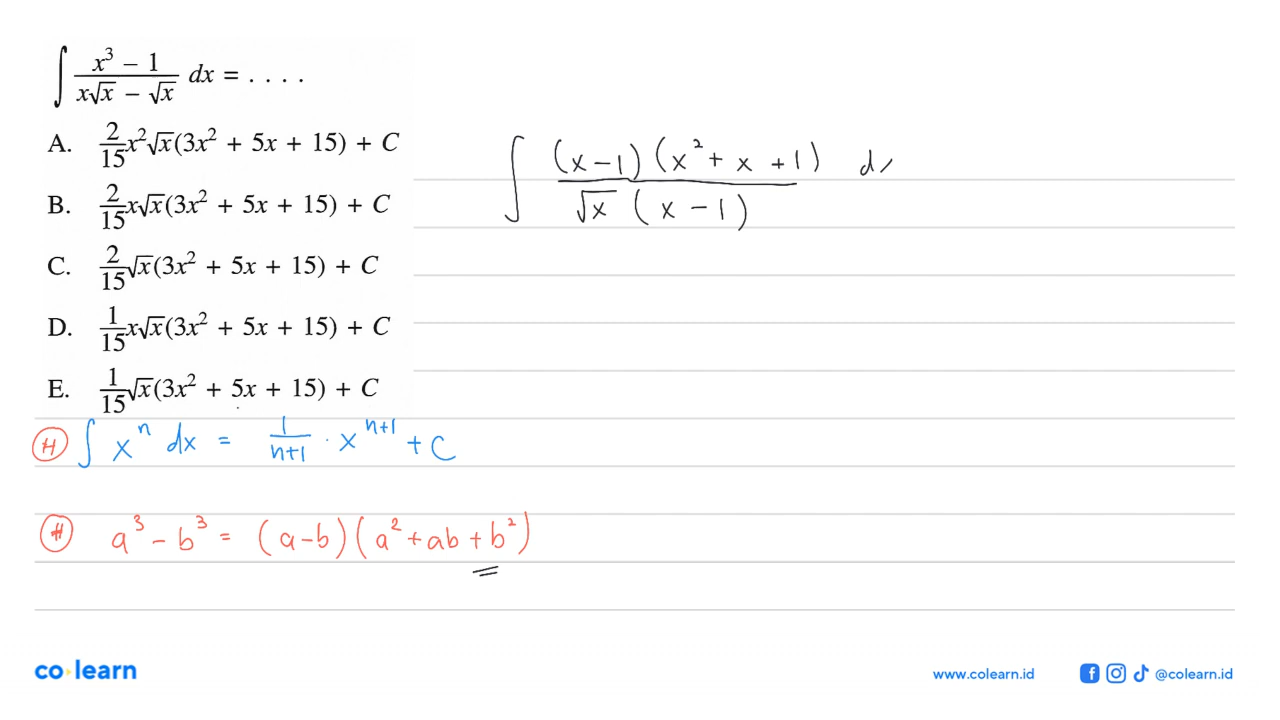 ∫ (x³ − 1)/(x√x − √x) dx = . . . .
A. 2/15 x²√x(3x² + 5x + 15) + C
B. 2/15 x√x(3x² + 5x + 15) + C
C. 2/15 √x(3x² + 5x + 15) + C
D. 1/15 x√x(3x² + 5x + 15) + C
E. 1/15 √x(3x² + 5x + 15) + C
∫ (x−1)(x² + x + 1)/(√x (x − 1)) d
# ∫ xⁿ dx = 1/(n+1) · xⁿ⁺¹ + C
# a³ − b³ = (a−b)(a² + ab + b²)
co learn
www.colearn.id
@colearn.id